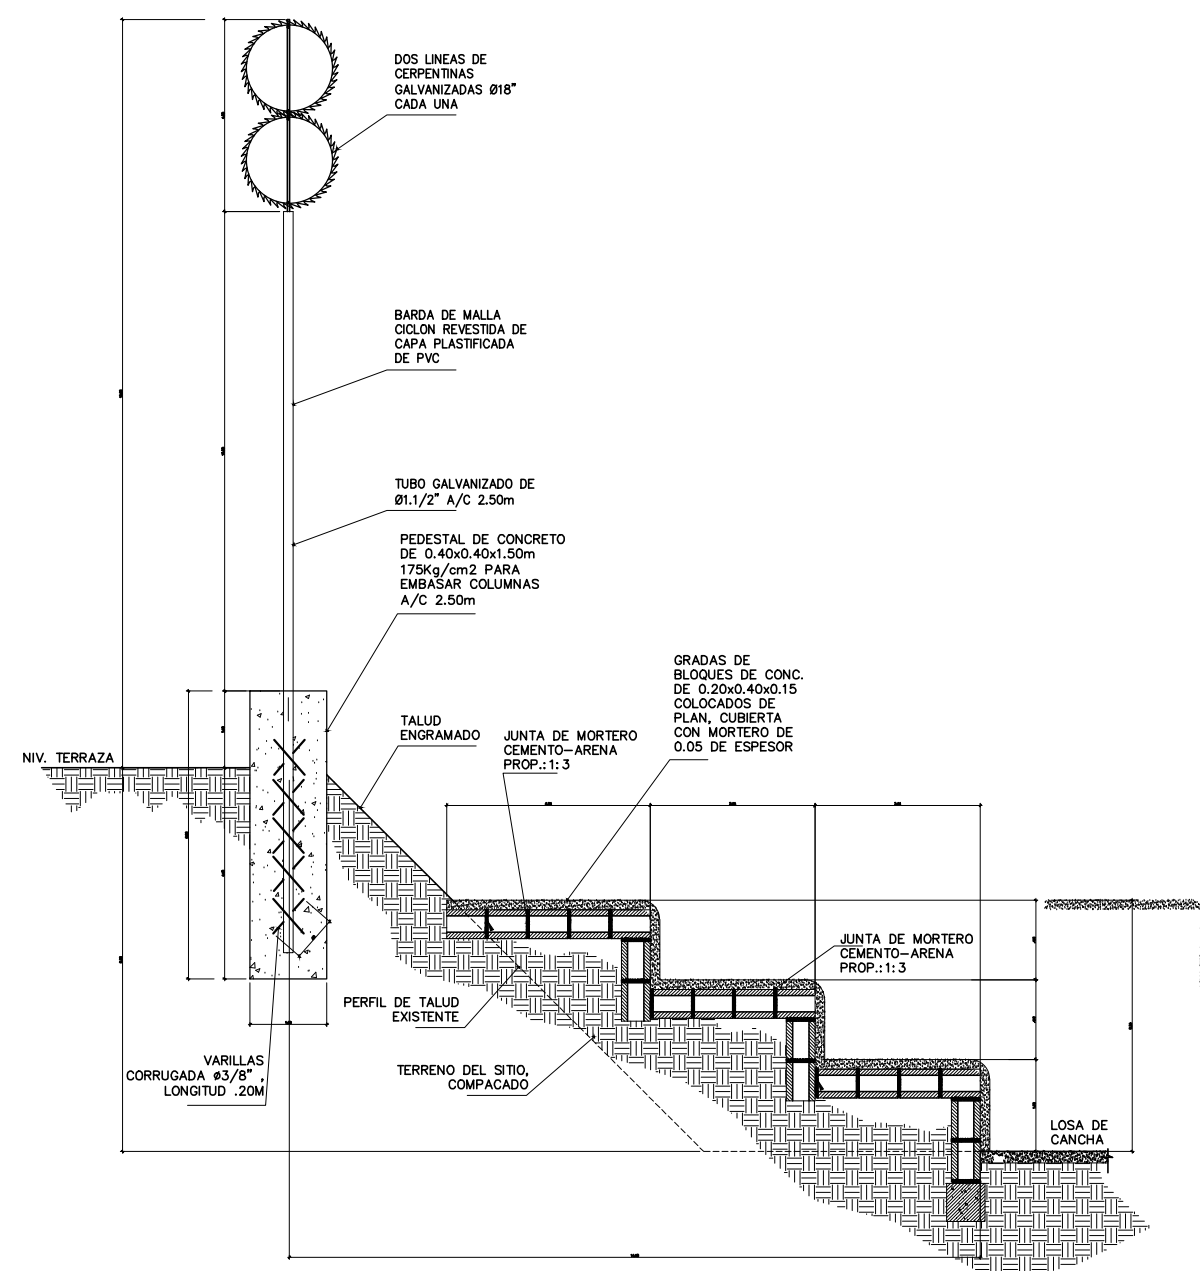 DOS LINEAS DE
CERPENTINAS
GALVANIZADAS Ø18"
CADA UNA
BARDA DE MALLA
CICLON REVESTIDA DE
CAPA PLASTIFICADA
DE PVC
TUBO GALVANIZADO DE
Ø1.1/2" A/C 2.50m
PEDESTAL DE CONCRETO
DE 0.40x0.40x1.50m
175Kg/cm2 PARA
EMBASAR COLUMNAS
A/C 2.50m
GRADAS DE
BLOQUES DE CONC.
DE 0.20x0.40x0.15
COLOCADOS DE
PLAN, CUBIERTA
CON MORTERO DE
0.05 DE ESPESOR
TALUD
ENGRAMADO
JUNTA DE MORTERO
CEMENTO-ARENA
PROP.:1:3
NIV. TERRAZA
JUNTA DE MORTERO
CEMENTO-ARENA
PROP.:1:3
PERFIL DE TALUD
EXISTENTE
VARILLAS
CORRUGADA ø3/8" ,
LONGITUD .20M
TERRENO DEL SITIO,
COMPACADO
LOSA DE
CANCHA